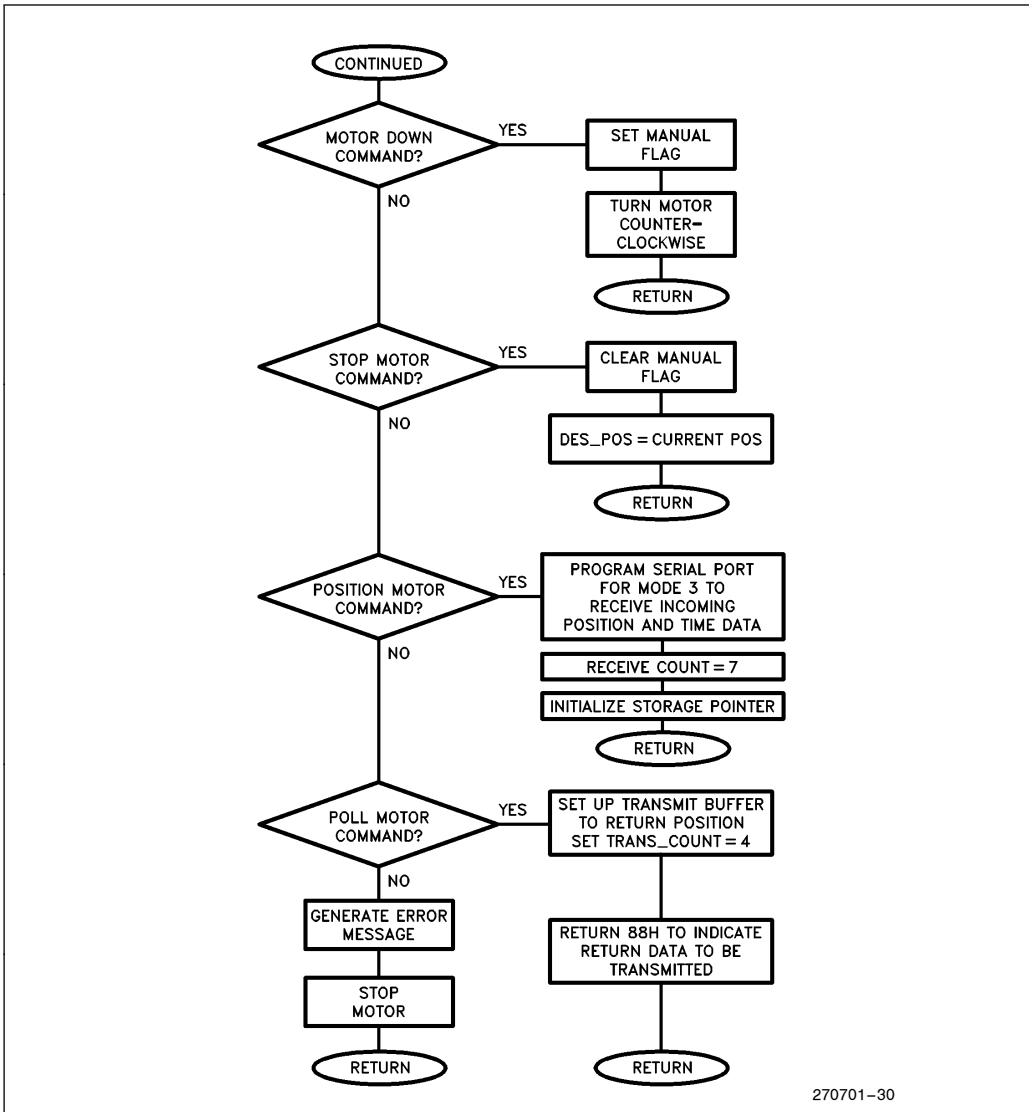 CONTINUED
MOTOR DOWN
COMMAND?
YES
SET MANUAL
FLAG
TURN MOTOR
COUNTER-
CLOCKWISE
RETURN
NO
STOP MOTOR
COMMAND?
YES
CLEAR MANUAL
FLAG
DES_POS = CURRENT POS
RETURN
NO
POSITION MOTOR
COMMAND?
YES
PROGRAM SERIAL PORT
FOR MODE 3 TO
RECEIVE INCOMING
POSITION AND TIME DATA
RECEIVE COUNT = 7
INITIALIZE STORAGE POINTER
RETURN
NO
POLL MOTOR
COMMAND?
YES
SET UP TRANSMIT BUFFER
TO RETURN POSITION
SET TRANS_COUNT = 4
RETURN 88H TO INDICATE
RETURN DATA TO BE
TRANSMITTED
RETURN
NO
GENERATE ERROR
MESSAGE
STOP
MOTOR
RETURN
270701-30